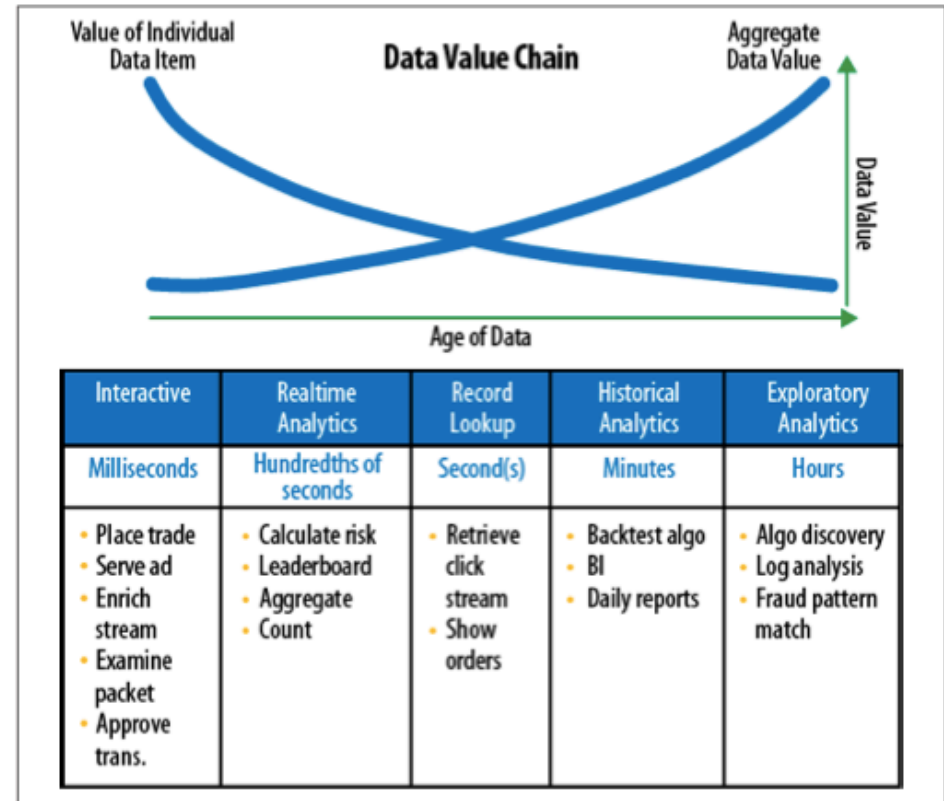 Value of Individual
Data Item
Data Value Chain
Aggregate
Data Value
Data Value
Age of Data
Interactive
Realtime
Analytics
Record
Lookup
Historical
Analytics
Exploratory
Analytics
Milliseconds
Hundredths of
seconds
Second(s)
Minutes
Hours
• Place trade
• Serve ad
• Enrich
stream
• Examine
packet
• Approve
trans.
• Calculate risk
• Leaderboard
• Aggregate
• Count
• Retrieve
click
stream
• Show
orders
• Backtest algo
• BI
• Daily reports
• Algo discovery
• Log analysis
• Fraud pattern
match